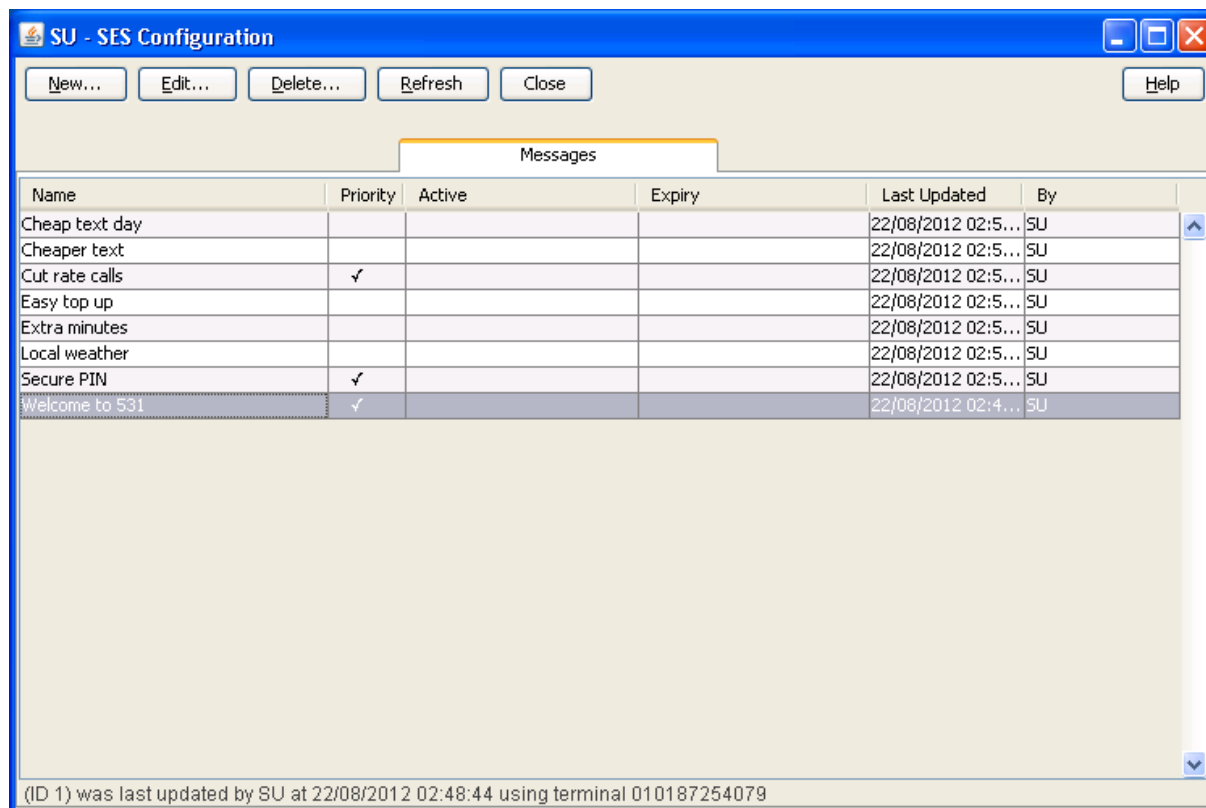 SU - SES Configuration
New... Edit... Delete... Refresh Close Help
Messages
Name Priority Active Expiry Last Updated By
Cheap text day 22/08/2012 02:5... SU
Cheaper text 22/08/2012 02:5... SU
Cut rate calls ✓ 22/08/2012 02:5... SU
Easy top up 22/08/2012 02:5... SU
Extra minutes 22/08/2012 02:5... SU
Local weather 22/08/2012 02:5... SU
Secure PIN ✓ 22/08/2012 02:5... SU
Welcome to 531 ✓ 22/08/2012 02:4... SU
(ID 1) was last updated by SU at 22/08/2012 02:48:44 using terminal 010187254079